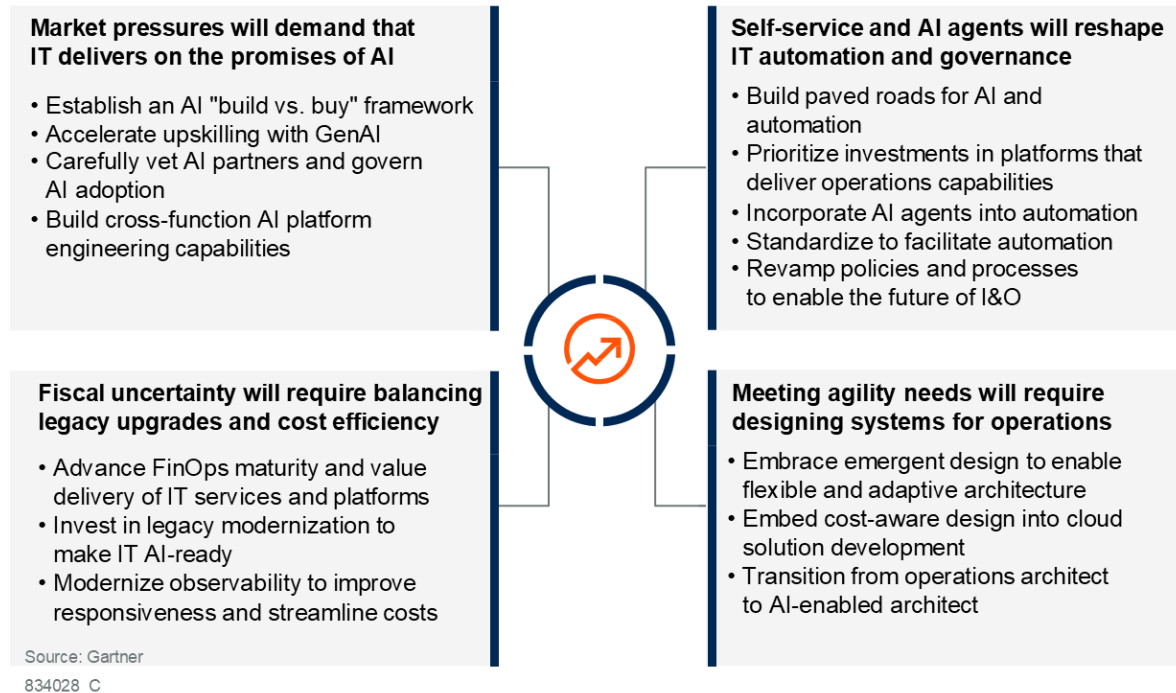 Market pressures will demand that
IT delivers on the promises of AI
• Establish an AI "build vs. buy" framework
• Accelerate upskilling with GenAI
• Carefully vet AI partners and govern
AI adoption
• Build cross-function AI platform
engineering capabilities
Self-service and AI agents will reshape
IT automation and governance
• Build paved roads for AI and
automation
• Prioritize investments in platforms that
deliver operations capabilities
• Incorporate AI agents into automation
• Standardize to facilitate automation
• Revamp policies and processes
to enable the future of I&O
Fiscal uncertainty will require balancing
legacy upgrades and cost efficiency
• Advance FinOps maturity and value
delivery of IT services and platforms
• Invest in legacy modernization to
make IT AI-ready
• Modernize observability to improve
responsiveness and streamline costs
Meeting agility needs will require
designing systems for operations
• Embrace emergent design to enable
flexible and adaptive architecture
• Embed cost-aware design into cloud
solution development
• Transition from operations architect
to AI-enabled architect
Source: Gartner
834028_C